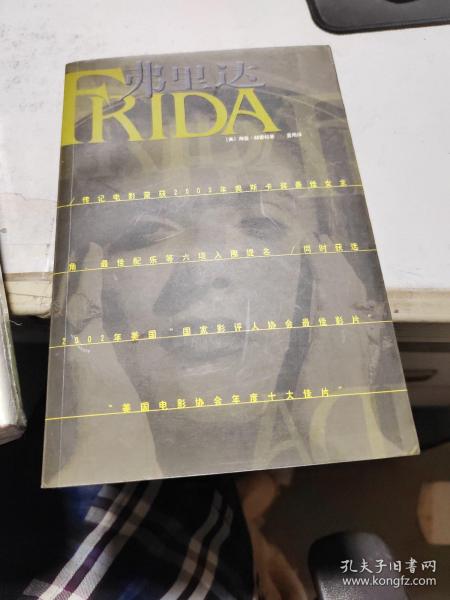 弗里达
FRIDA
［美］海登·赫雷拉著 夏雨译
/传记电影荣获2003年奥斯卡奖最佳女主
角、最佳配乐等六项入围提名 /同时获选
2002年美国“国家影评人协会最佳影片”
“美国电影协会年度十大佳片”
孔夫子旧书网
www.kongfz.com